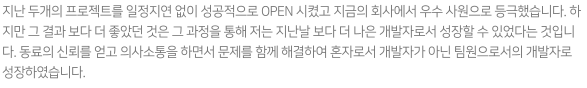 지난 두개의 프로젝트를 일정지연 없이 성공적으로 OPEN 시켰고 지금의 회사에서 우수 사원으로 등극했습니다. 하
지만 그 결과 보다 더 좋았던 것은 그 과정을 통해 저는 지난날 보다 더 나은 개발자로서 성장할 수 있었다는 것입니
다. 동료의 신뢰를 얻고 의사소통을 하면서 문제를 함께 해결하여 혼자로서 개발자가 아닌 팀원으로서의 개발자로
성장하였습니다.